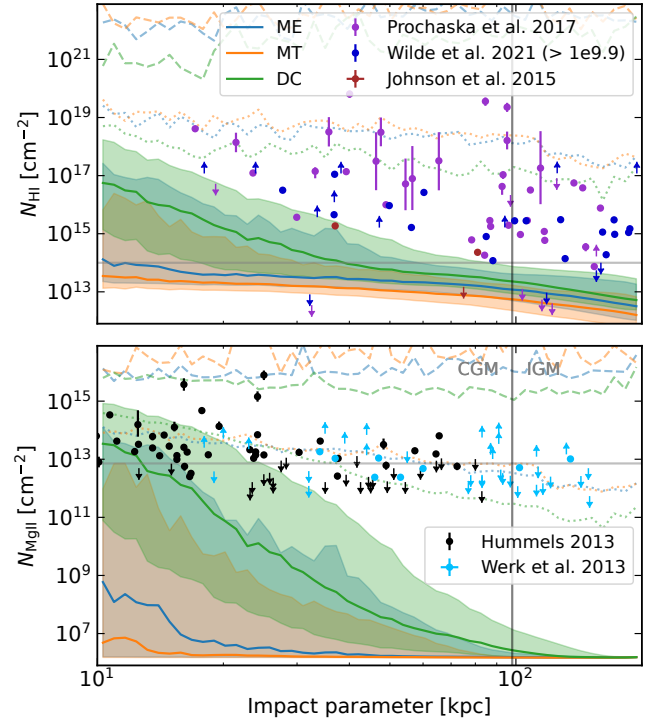 N_HI [cm^−2]
10^21
10^19
10^17
10^15
10^13
ME
MT
DC
Prochaska et al. 2017
Wilde et al. 2021 (> 1e9.9)
Johnson et al. 2015
N_MgII [cm^−2]
10^15
10^13
10^11
10^9
10^7
CGM IGM
Hummels 2013
Werk et al. 2013
10^1 10^2
Impact parameter [kpc]